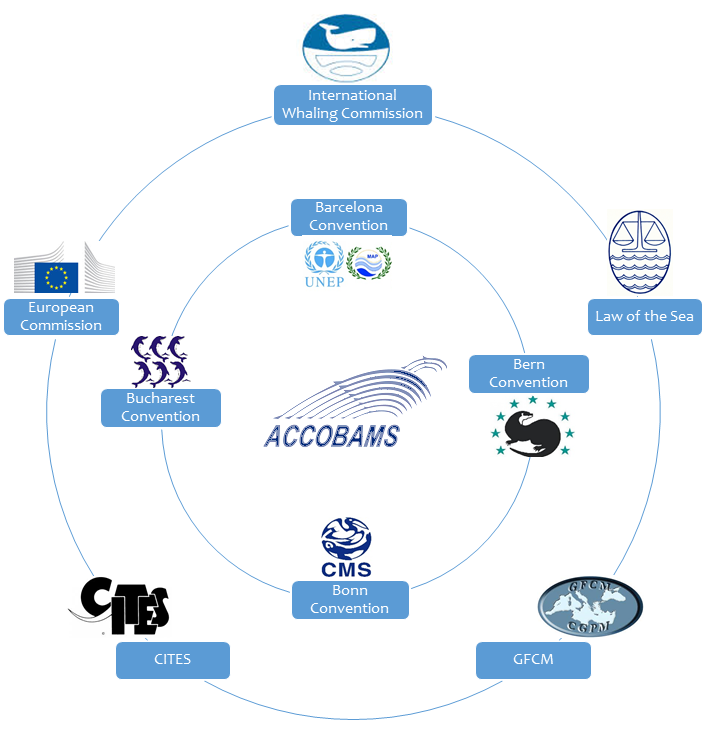 International
Whaling Commission
Barcelona
Convention
MAP
UNEP
European
Commission
Law of the Sea
Bern
Convention
Bucharest
Convention
ACCOBAMS
CMS
Bonn
Convention
CITES
CITES
GFCM
CGPM
GFCM